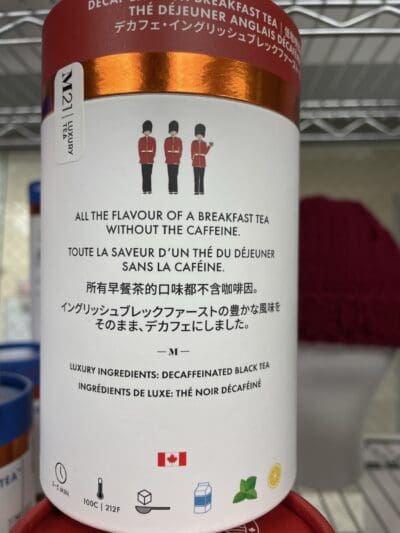 DECAF
BREAKFAST TEA |
THÉ DÉJEUNER ANGLAIS DÉCAF
デカフェ・イングリッシュブレックファースト
M21 | LUXURY TEA
ALL THE FLAVOUR OF A BREAKFAST TEA
WITHOUT THE CAFFEINE.
TOUTE LA SAVEUR D'UN THÉ DU DÉJEUNER
SANS LA CAFÉINE.
所有早餐茶的口味都不含咖啡因。
イングリッシュブレックファーストの豊かな風味を
そのまま、デカフェにしました。
— M —
LUXURY INGREDIENTS: DECAFFEINATED BLACK TEA
INGRÉDIENTS DE LUXE: THÉ NOIR DÉCAFÉINÉ
3-5 MIN
100C | 212F
TEA